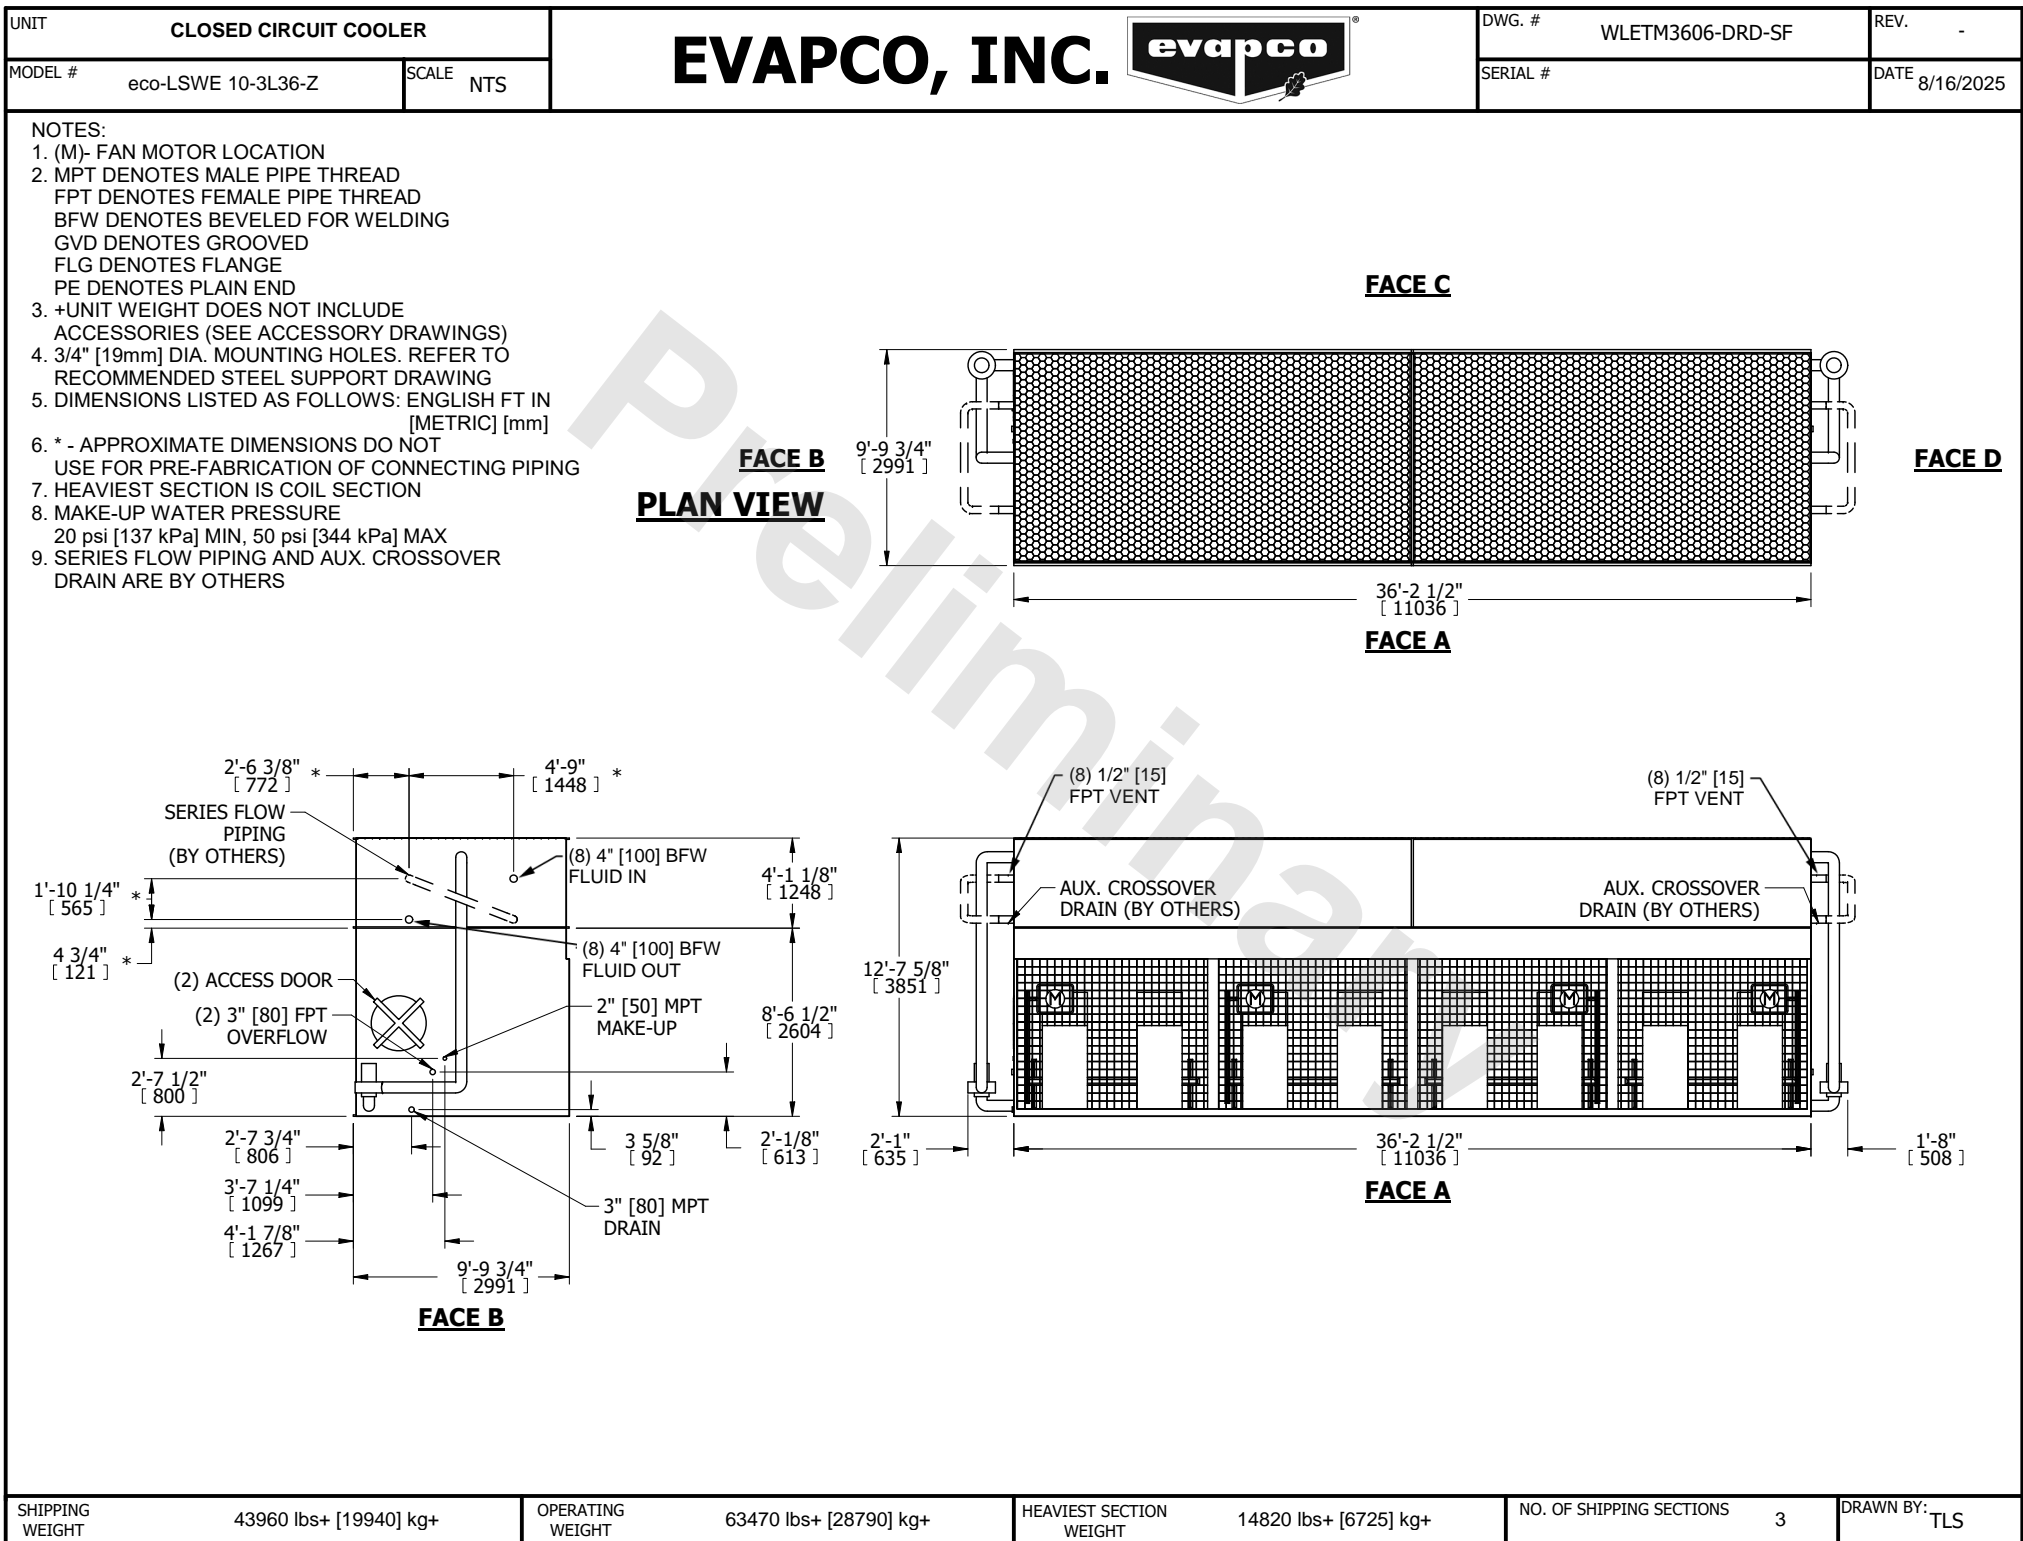 UNIT
CLOSED CIRCUIT COOLER
MODEL #
eco-LSWE 10-3L36-Z
SCALE
NTS
EVAPCO, INC.
evapco
®
DWG. #
WLETM3606-DRD-SF
REV.
-
SERIAL #
DATE
8/16/2025
NOTES:
1. (M)- FAN MOTOR LOCATION
2. MPT DENOTES MALE PIPE THREAD
FPT DENOTES FEMALE PIPE THREAD
BFW DENOTES BEVELED FOR WELDING
GVD DENOTES GROOVED
FLG DENOTES FLANGE
PE DENOTES PLAIN END
3. +UNIT WEIGHT DOES NOT INCLUDE
ACCESSORIES (SEE ACCESSORY DRAWINGS)
4. 3/4" [19mm] DIA. MOUNTING HOLES. REFER TO
RECOMMENDED STEEL SUPPORT DRAWING
5. DIMENSIONS LISTED AS FOLLOWS: ENGLISH FT IN
[METRIC] [mm]
6. * - APPROXIMATE DIMENSIONS DO NOT
USE FOR PRE-FABRICATION OF CONNECTING PIPING
7. HEAVIEST SECTION IS COIL SECTION
8. MAKE-UP WATER PRESSURE
20 psi [137 kPa] MIN, 50 psi [344 kPa] MAX
9. SERIES FLOW PIPING AND AUX. CROSSOVER
DRAIN ARE BY OTHERS
Preliminary
FACE C
FACE B
PLAN VIEW
9'-9 3/4"
[ 2991 ]
FACE D
36'-2 1/2"
[ 11036 ]
FACE A
2'-6 3/8" *
[ 772 ]
4'-9" *
[ 1448 ]
SERIES FLOW
PIPING
(BY OTHERS)
(8) 4" [100] BFW
FLUID IN
1'-10 1/4" *
[ 565 ]
4'-1 1/8"
[ 1248 ]
4 3/4" *
[ 121 ]
(8) 4" [100] BFW
FLUID OUT
(2) ACCESS DOOR
(2) 3" [80] FPT
OVERFLOW
2" [50] MPT
MAKE-UP
8'-6 1/2"
[ 2604 ]
2'-7 1/2"
[ 800 ]
2'-7 3/4"
[ 806 ]
3 5/8"
[ 92 ]
2'-1/8"
[ 613 ]
3'-7 1/4"
[ 1099 ]
3" [80] MPT
DRAIN
4'-1 7/8"
[ 1267 ]
9'-9 3/4"
[ 2991 ]
FACE B
(8) 1/2" [15]
FPT VENT
(8) 1/2" [15]
FPT VENT
AUX. CROSSOVER
DRAIN (BY OTHERS)
AUX. CROSSOVER
DRAIN (BY OTHERS)
12'-7 5/8"
[ 3851 ]
M
M
M
M
2'-1"
[ 635 ]
36'-2 1/2"
[ 11036 ]
1'-8"
[ 508 ]
FACE A
SHIPPING
WEIGHT
43960 lbs+ [19940] kg+
OPERATING
WEIGHT
63470 lbs+ [28790] kg+
HEAVIEST SECTION
WEIGHT
14820 lbs+ [6725] kg+
NO. OF SHIPPING SECTIONS
3
DRAWN BY:
TLS